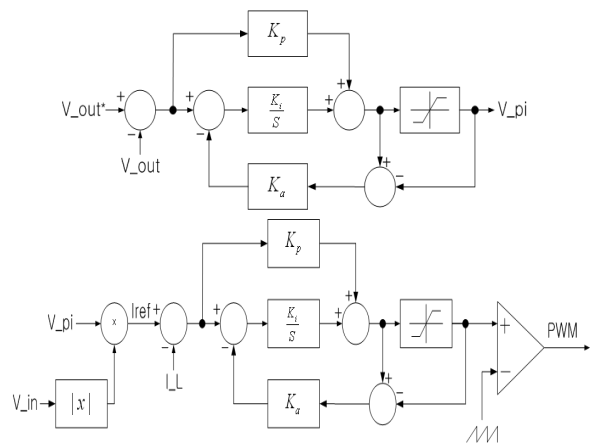 K_p
V_out*
+
−
+
−
K_i
S
+
+
V_pi
V_out
K_a
+
−
K_p
V_pi
x
Iref
+
−
+
−
K_i
S
+
+
+
−
PWM
I_L
V_in
|x|
K_a
+
−